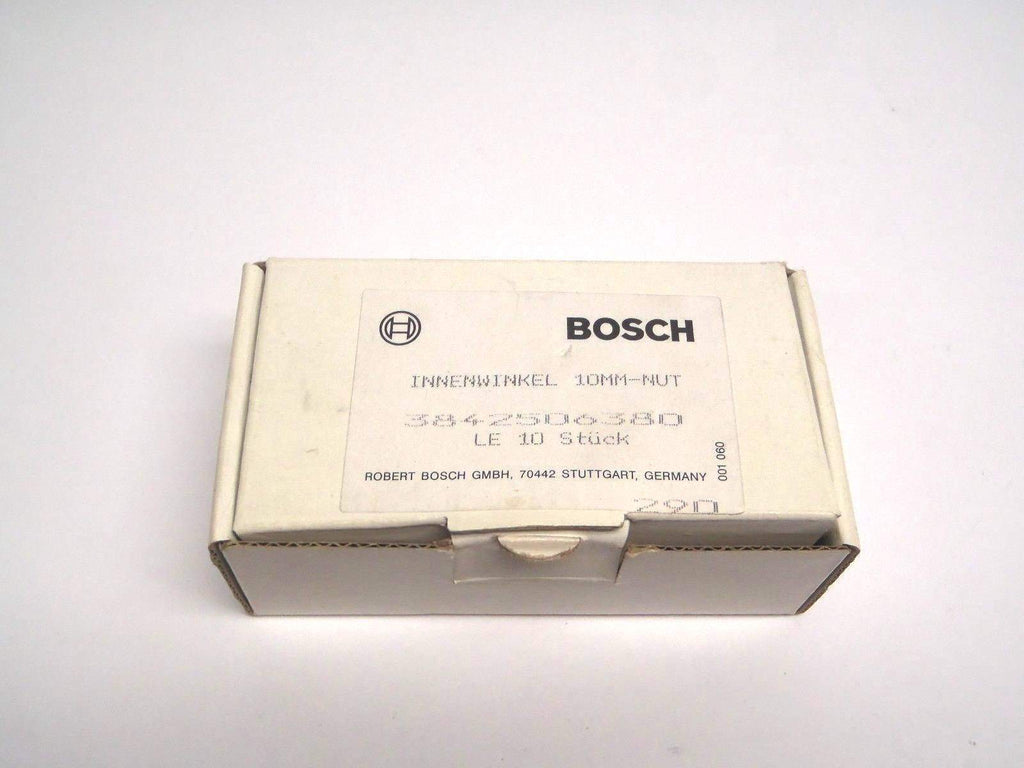 BOSCH
INNENWINKEL 10MM-NUT
3842506380
LE 10 Stück
ROBERT BOSCH GMBH, 70442 STUTTGART, GERMANY
001 060
290